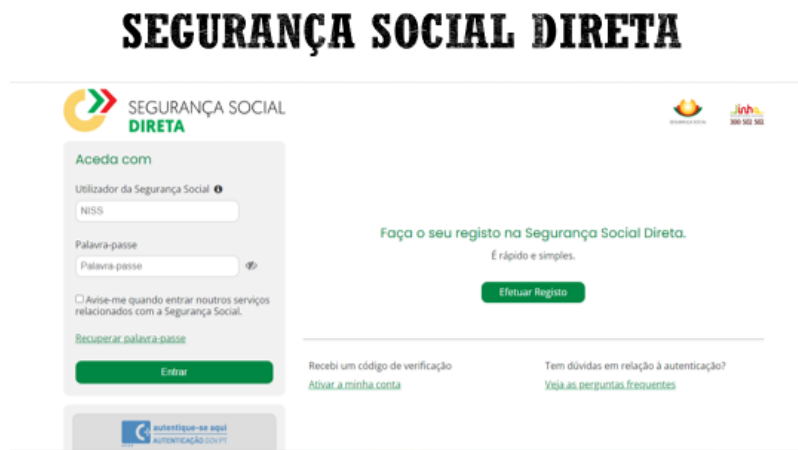 SEGURANÇA SOCIAL DIRETA
SEGURANÇA SOCIAL
DIRETA
SEGURANÇA SOCIAL
linha
300 502 502
Aceda com
Utilizador da Segurança Social
NISS
Palavra-passe
Palavra-passe
Avise-me quando entrar noutros serviços
relacionados com a Segurança Social.
Recuperar palavra-passe
Entrar
autentique-se aqui
AUTENTICAÇÃO.GOV.PT
Faça o seu registo na Segurança Social Direta.
É rápido e simples.
Efetuar Registo
Recebi um código de verificação
Ativar a minha conta
Tem dúvidas em relação à autenticação?
Veja as perguntas frequentes